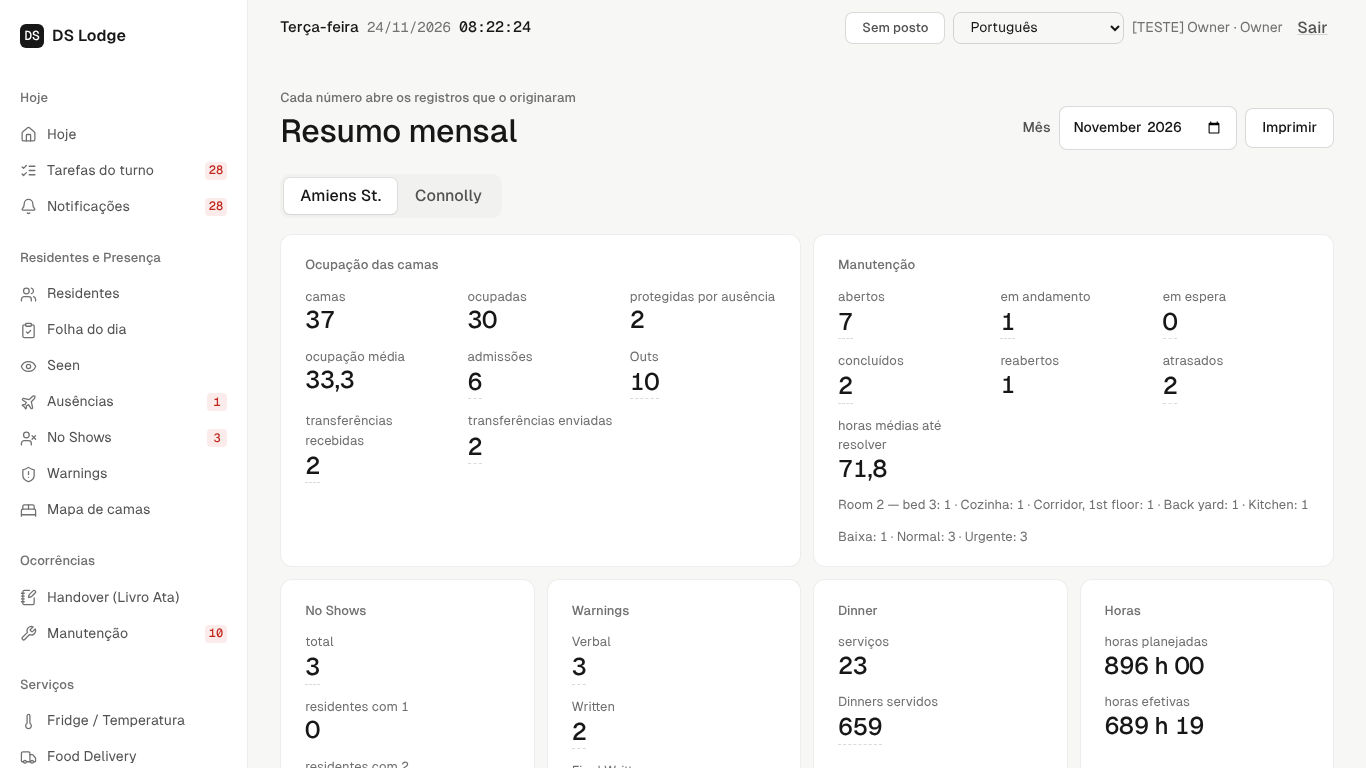 DS DS Lodge
Terça-feira 24/11/2026 08:22:24
Sem posto
Português
[TESTE] Owner · Owner
Sair
Hoje
Hoje
Tarefas do turno 28
Notificações 28
Residentes e Presença
Residentes
Folha do dia
Seen
Ausências 1
No Shows 3
Warnings
Mapa de camas
Ocorrências
Handover (Livro Ata)
Manutenção 10
Serviços
Fridge / Temperatura
Food Delivery
Cada número abre os registros que o originaram
Resumo mensal
Mês
November 2026
Imprimir
Amiens St.
Connolly
Ocupação das camas
camas
37
ocupadas
30
protegidas por ausência
2
ocupação média
33,3
admissões
6
Outs
10
transferências
recebidas
2
transferências enviadas
2
Manutenção
abertos
7
em andamento
1
em espera
0
concluídos
2
reabertos
1
atrasados
2
horas médias até
resolver
71,8
Room 2 — bed 3: 1 · Cozinha: 1 · Corridor, 1st floor: 1 · Back yard: 1 · Kitchen: 1
Baixa: 1 · Normal: 3 · Urgente: 3
No Shows
total
3
residentes com 1
0
residentes com 2
Warnings
Verbal
3
Written
2
Dinner
serviços
23
Dinners servidos
659
Horas
horas planejadas
896 h 00
horas efetivas
689 h 19